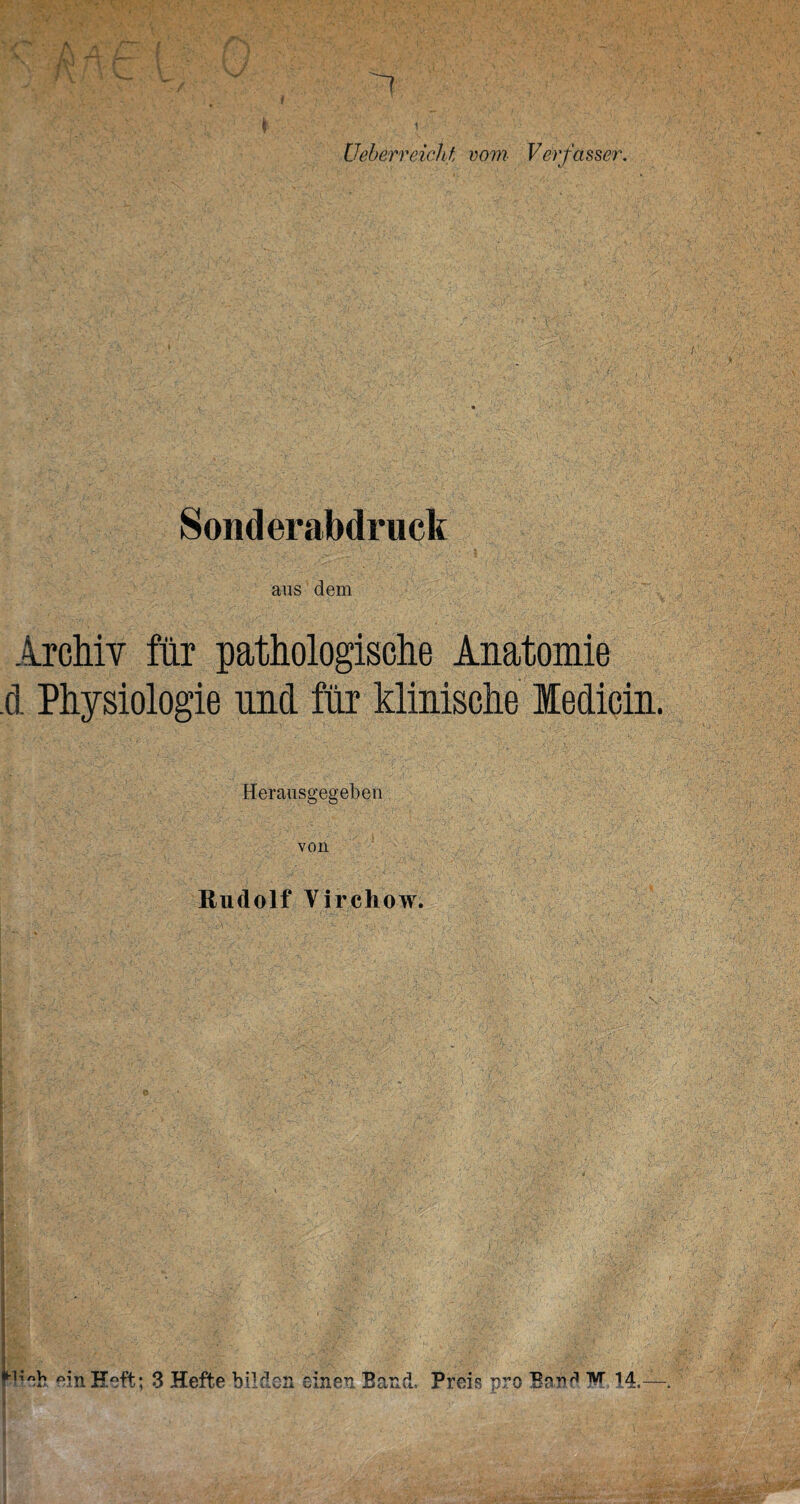 Ueberreicht vom Verfasser.
Sonderabdruck
aus dem
Archiv für pathologische Anatomie
d Physiologie und für klinische Medicin.
Herausgegeben
von
Rudolf Virchow.
lich ein Heft; 3 Hefte bilden einen Band. Preis pro Band M. 14.—.